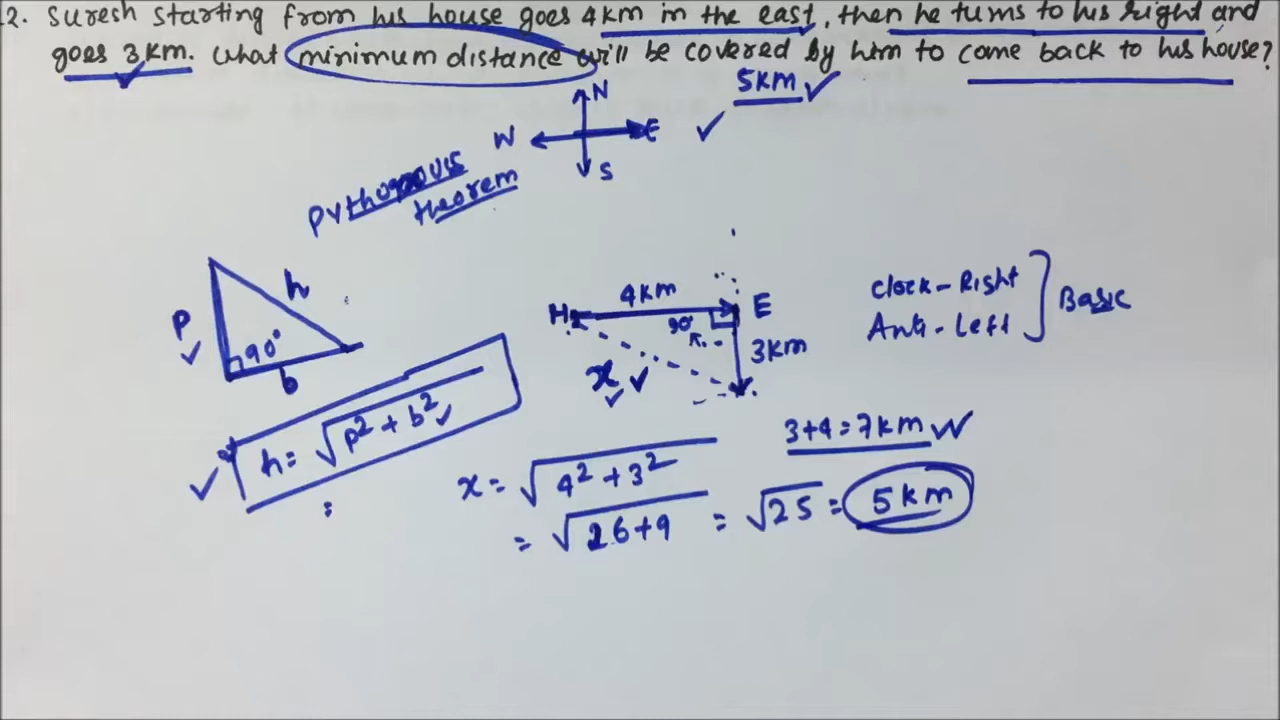 2. Suresh starting from his house goes 4km in the east, then he turns to his right and
goes 3km. What minimum distance will be covered by him to come back to his house?
5km
N
W E
S
pythogorus
theorem
h
P
90°
b
h = √p² + b²
4km
H E
90°
3km
x
Clock - Right
Anti - Left
Basic
3+4=7km
x = √4² + 3²
= √26+9 = √25 = 5km